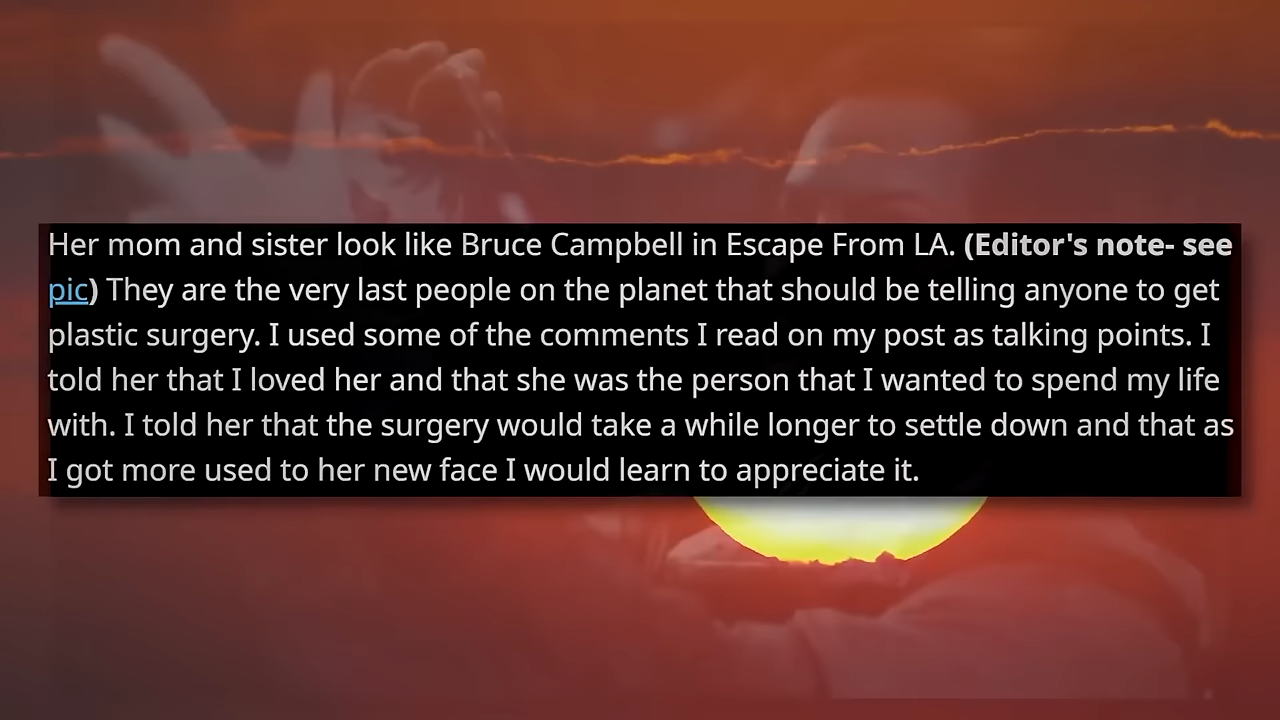 Her mom and sister look like Bruce Campbell in Escape From LA. (Editor's note- see
pic) They are the very last people on the planet that should be telling anyone to get
plastic surgery. I used some of the comments I read on my post as talking points. I
told her that I loved her and that she was the person that I wanted to spend my life
with. I told her that the surgery would take a while longer to settle down and that as
I got more used to her new face I would learn to appreciate it.